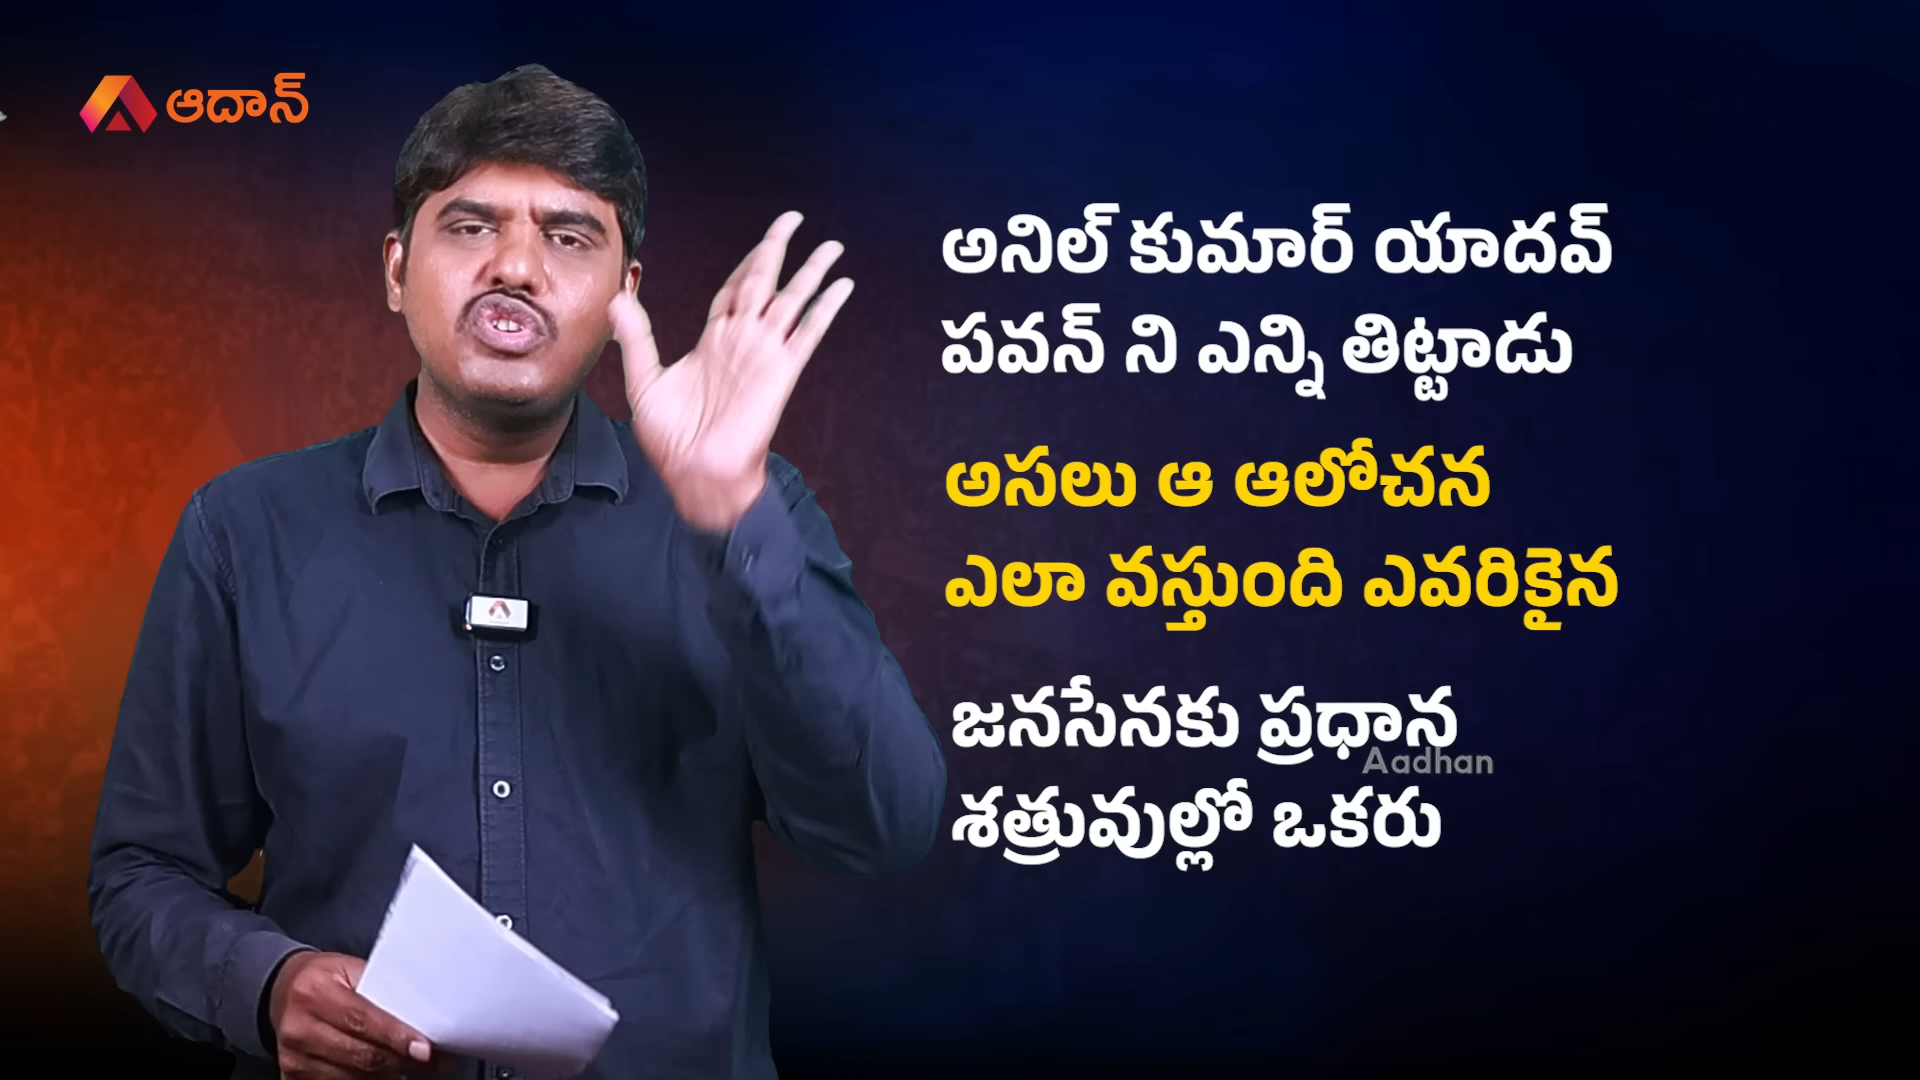 ఆదాన్
అనిల్ కుమార్ యాదవ్
పవన్ ని ఎన్ని తిట్టాడు
అసలు ఆ ఆలోచన
ఎలా వస్తుంది ఎవరికైన
జనసేనకు ప్రధాన
Aadhan
శత్రువుల్లో ఒకరు